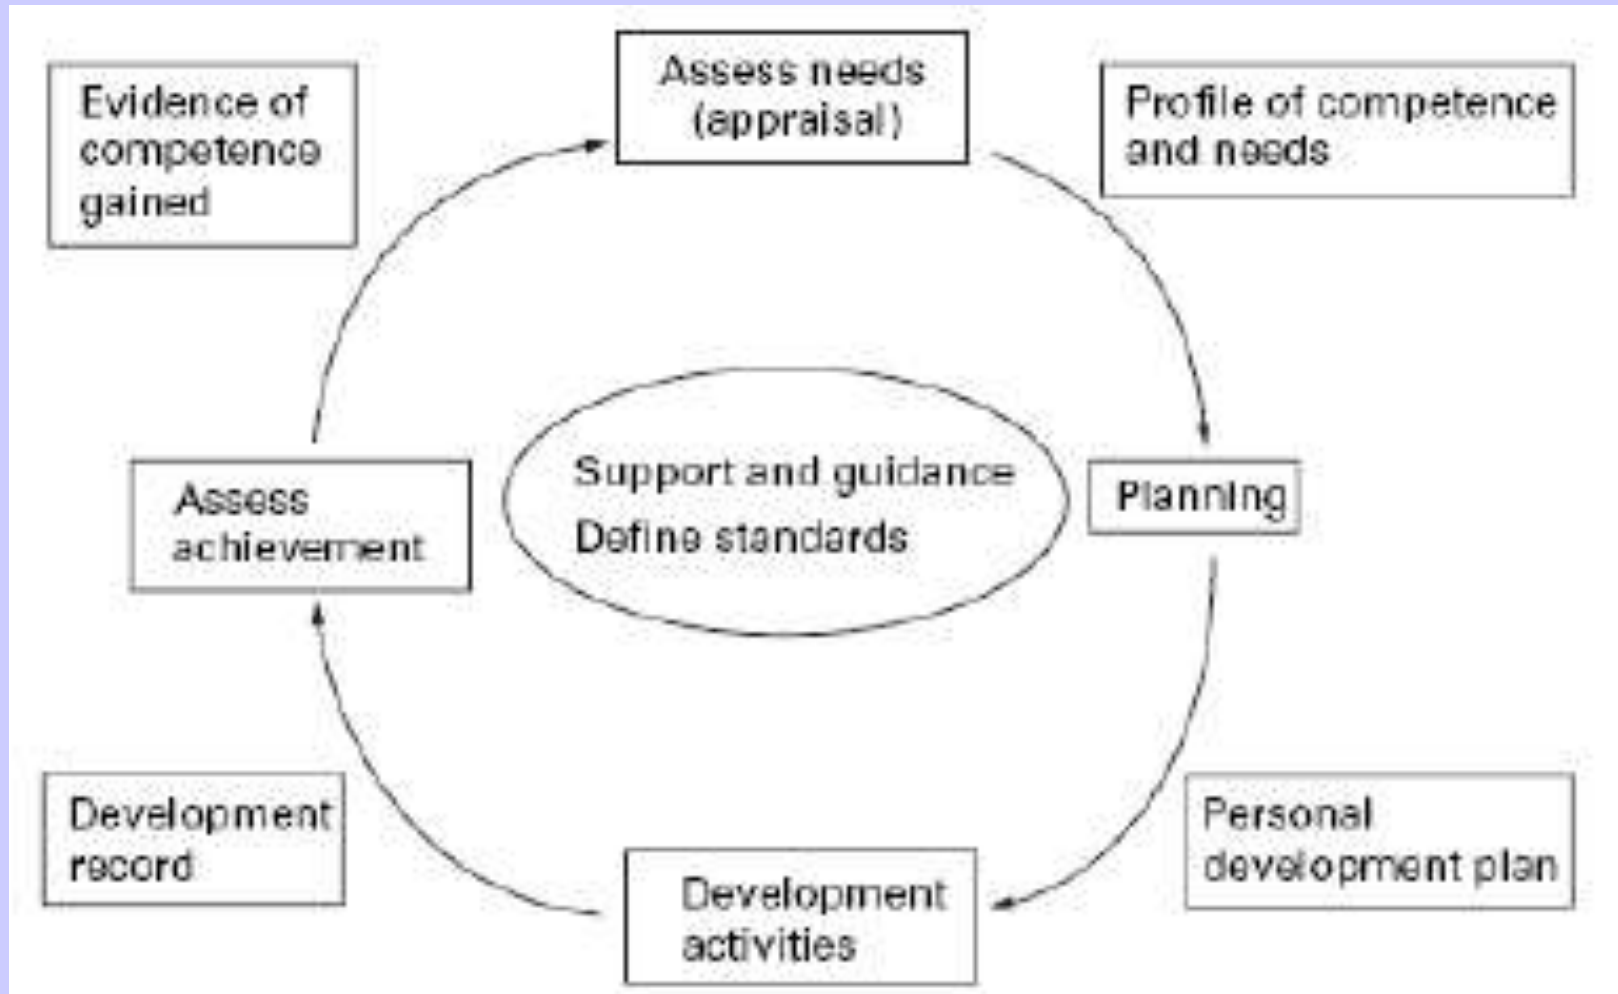 Assess needs
(appraisal)
Profile of competence
and needs
Planning
Personal
development plan
Development
activities
Development
record
Assess
achievement
Evidence of
competence
gained
Support and guidance
Define standards